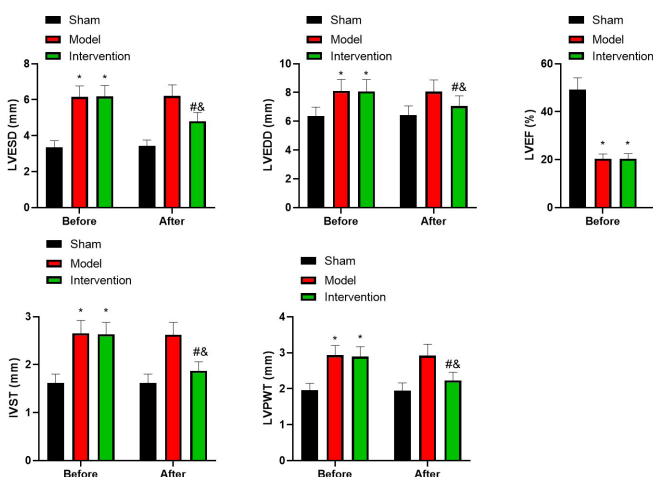 Sham
Model
Intervention
8
6
4
2
0
LVESD (mm)
* *
#&
Before After
Sham
Model
Intervention
10
8
6
4
2
0
LVEDD (mm)
* *
#&
Before After
Sham
Model
Intervention
60
40
20
0
LVEF (%)
* *
Before
Sham
Model
Intervention
3
2
1
0
IVST (mm)
* *
#&
Before After
Sham
Model
Intervention
4
3
2
1
0
LVPWT (mm)
* *
#&
Before After